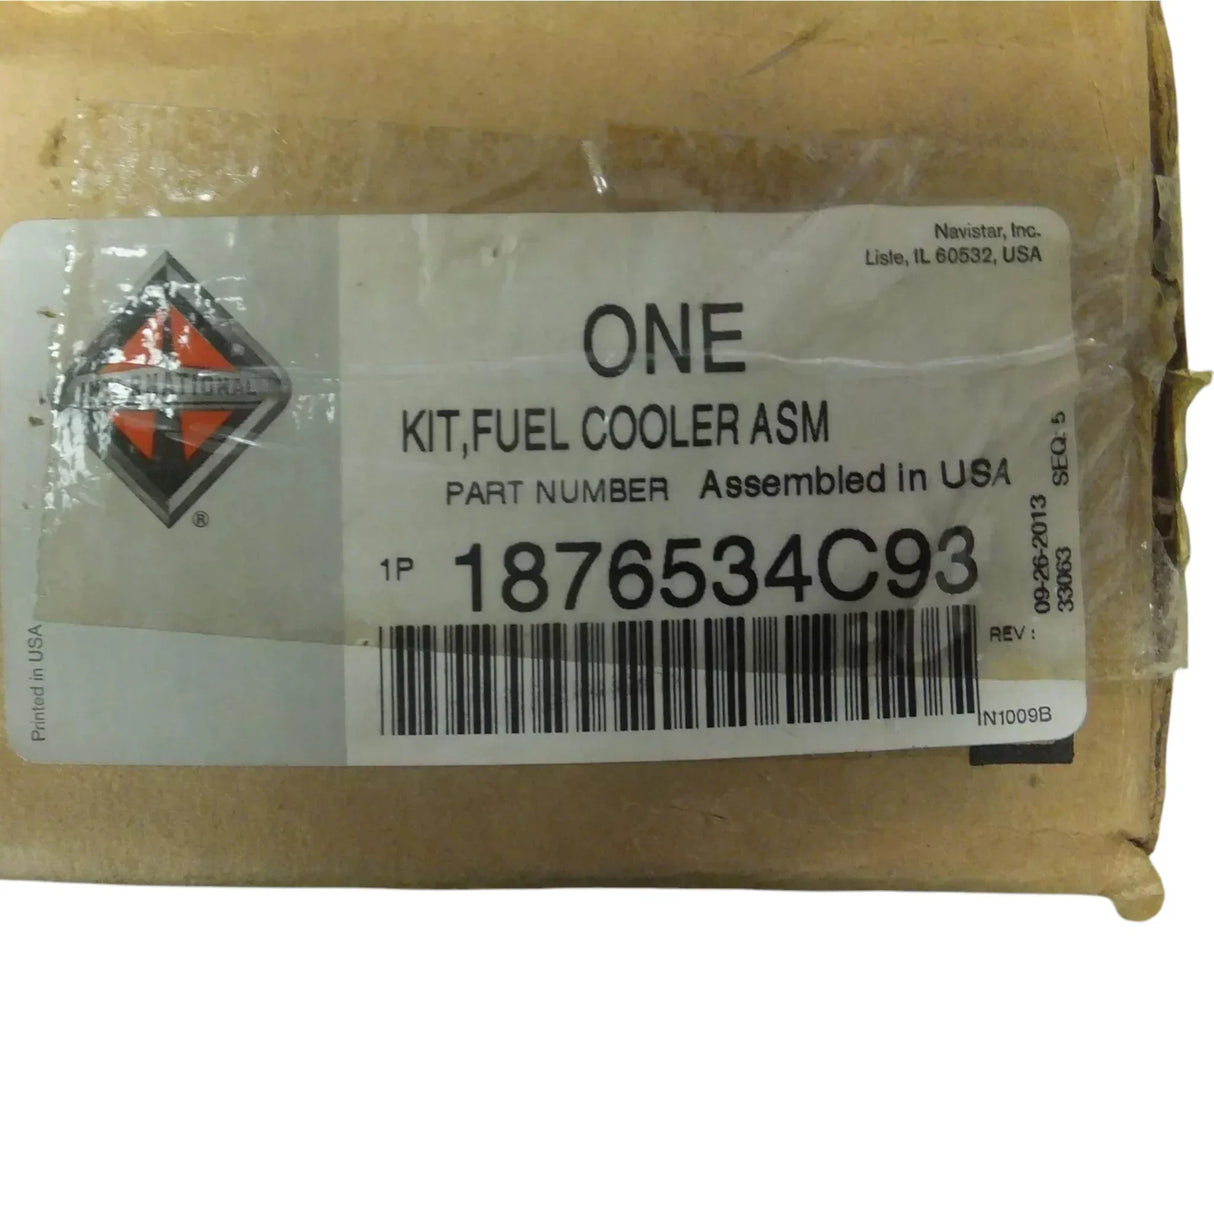 Navistar, Inc.
Lisle, IL 60532, USA
INTERNATIONAL
®
ONE
KIT,FUEL COOLER ASM
PART NUMBER Assembled in USA
1P 1876534C93
REV :
09-26-2013 SEQ: 5
33063
N1009B
Printed in USA